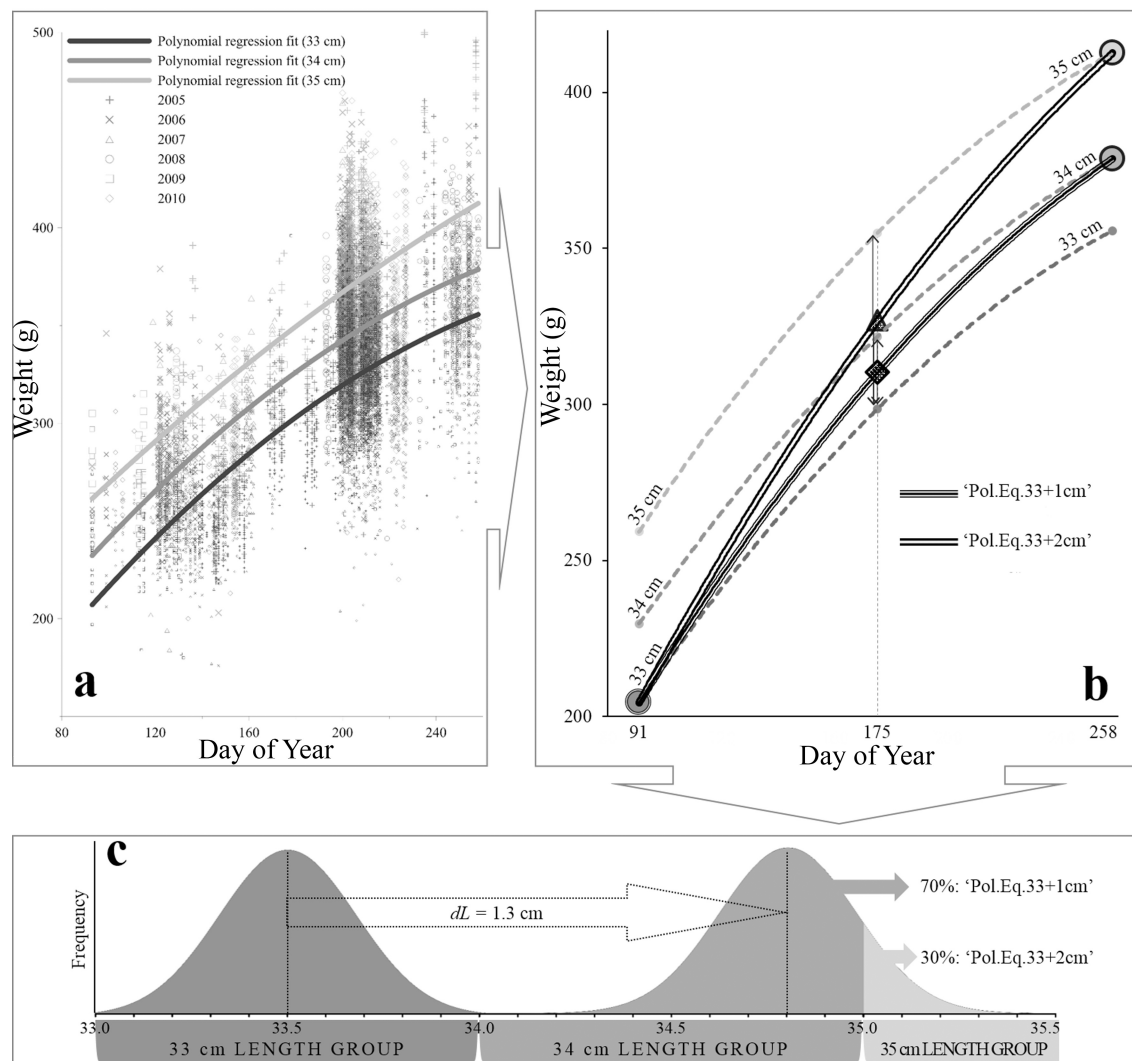 a
500
400
300
200
Weight (g)
Polynomial regression fit (33 cm)
Polynomial regression fit (34 cm)
Polynomial regression fit (35 cm)
2005
2006
2007
2008
2009
2010
80
120
160
200
240
Day of Year
a
b
400
350
300
250
200
Weight (g)
35 cm
34 cm
33 cm
35 cm
34 cm
33 cm
‘Pol.Eq.33+1cm’
‘Pol.Eq.33+2cm’
b
91
175
258
Day of Year
c
Frequency
dL = 1.3 cm
70%: ‘Pol.Eq.33+1cm’
30%: ‘Pol.Eq.33+2cm’
33.0
33.5
34.0
34.5
35.0
35.5
33 cm LENGTH GROUP
34 cm LENGTH GROUP
35 cm LENGTH GROUP